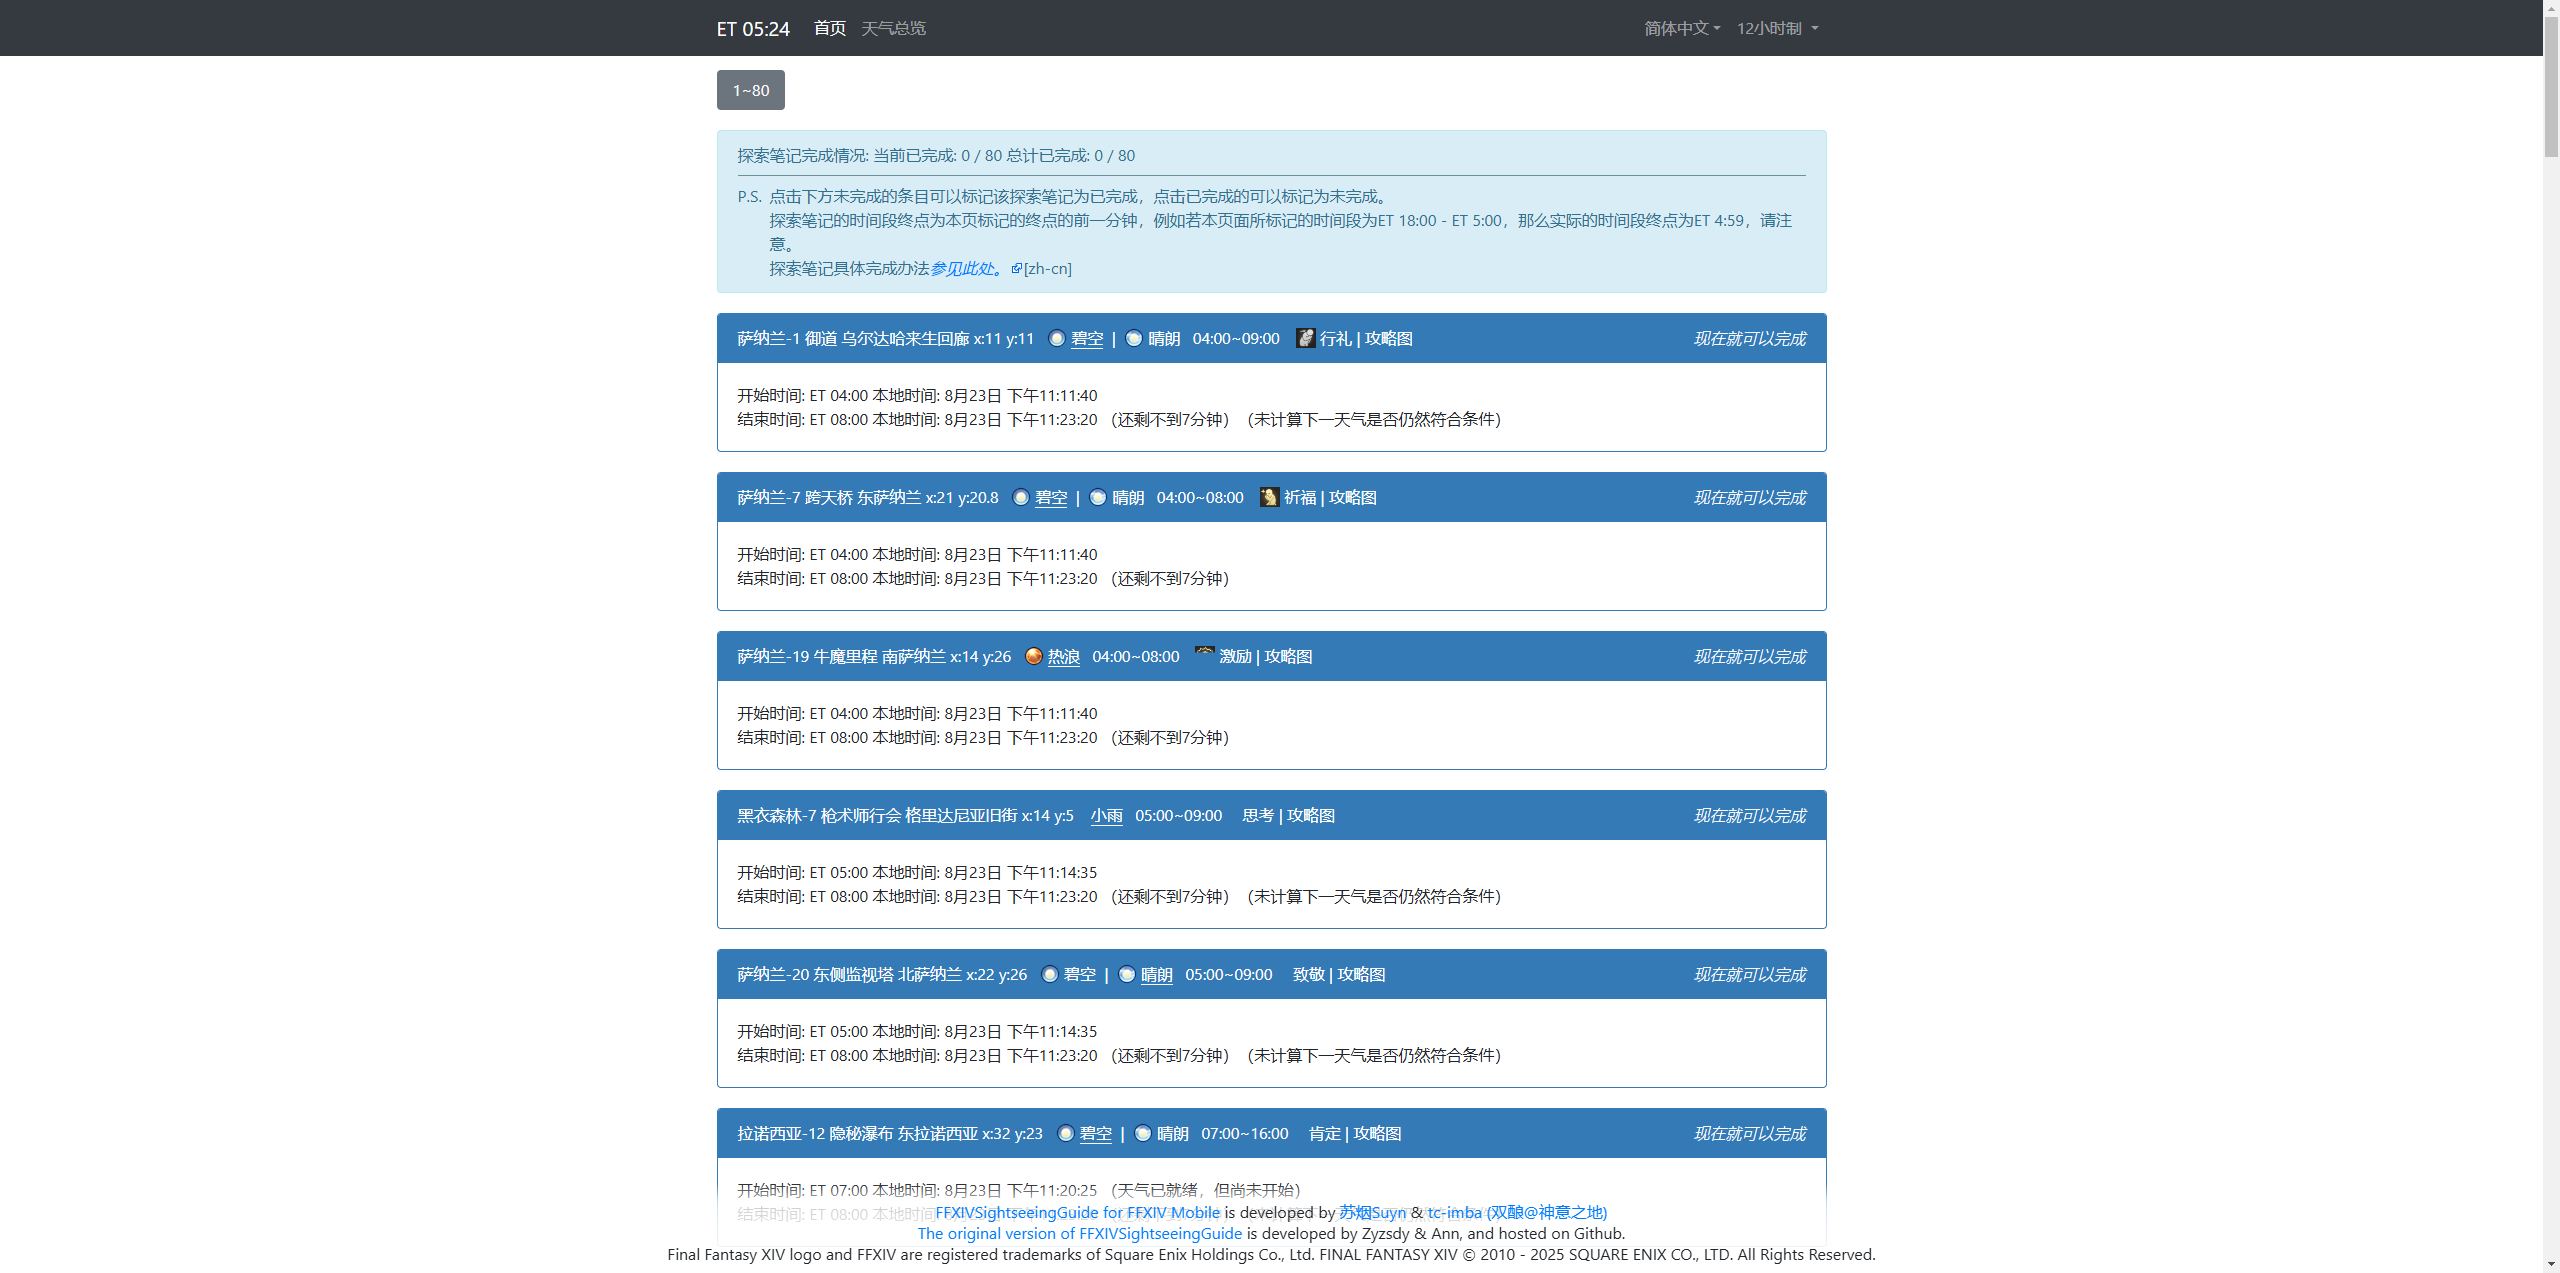 ET 05:24 首页 天气总览 简体中文 12小时制
1~80
探索笔记完成情况: 当前已完成: 0 / 80 总计已完成: 0 / 80
P.S. 点击下方未完成的条目可以标记该探索笔记为已完成，点击已完成的可以标记为未完成。
探索笔记的时间段终点为本页标记的终点的前一分钟，例如若本页面所标记的时间段为ET 18:00 - ET 5:00，那么实际的时间段终点为ET 4:59，请注
意。
探索笔记具体完成办法参见此处。[zh-cn]
萨纳兰-1 御道 乌尔达哈来生回廊 x:11 y:11 碧空 | 晴朗 04:00~09:00 行礼 | 攻略图 现在就可以完成
开始时间: ET 04:00 本地时间: 8月23日 下午11:11:40
结束时间: ET 08:00 本地时间: 8月23日 下午11:23:20 （还剩不到7分钟）（未计算下一天气是否仍然符合条件）
萨纳兰-7 跨天桥 东萨纳兰 x:21 y:20.8 碧空 | 晴朗 04:00~08:00 祈福 | 攻略图 现在就可以完成
开始时间: ET 04:00 本地时间: 8月23日 下午11:11:40
结束时间: ET 08:00 本地时间: 8月23日 下午11:23:20 （还剩不到7分钟）
萨纳兰-19 牛魔里程 南萨纳兰 x:14 y:26 热浪 04:00~08:00 激励 | 攻略图 现在就可以完成
开始时间: ET 04:00 本地时间: 8月23日 下午11:11:40
结束时间: ET 08:00 本地时间: 8月23日 下午11:23:20 （还剩不到7分钟）
黑衣森林-7 枪术师行会 格里达尼亚旧街 x:14 y:5 小雨 05:00~09:00 思考 | 攻略图 现在就可以完成
开始时间: ET 05:00 本地时间: 8月23日 下午11:14:35
结束时间: ET 08:00 本地时间: 8月23日 下午11:23:20 （还剩不到7分钟）（未计算下一天气是否仍然符合条件）
萨纳兰-20 东侧监视塔 北萨纳兰 x:22 y:26 碧空 | 晴朗 05:00~09:00 致敬 | 攻略图 现在就可以完成
开始时间: ET 05:00 本地时间: 8月23日 下午11:14:35
结束时间: ET 08:00 本地时间: 8月23日 下午11:23:20 （还剩不到7分钟）（未计算下一天气是否仍然符合条件）
拉诺西亚-12 隐秘瀑布 东拉诺西亚 x:32 y:23 碧空 | 晴朗 07:00~16:00 肯定 | 攻略图 现在就可以完成
开始时间: ET 07:00 本地时间: 8月23日 下午11:20:25 （天气已就绪，但尚未开始）
结束时间: ET 08:00 本地时间:
FFXIVSightseeingGuide for FFXIV Mobile is developed by 苏烟Suyn & tc-imba (双酿@神意之地)
The original version of FFXIVSightseeingGuide is developed by Zyzsdy & Ann, and hosted on Github.
Final Fantasy XIV logo and FFXIV are registered trademarks of Square Enix Holdings Co., Ltd. FINAL FANTASY XIV © 2010 - 2025 SQUARE ENIX CO., LTD. All Rights Reserved.